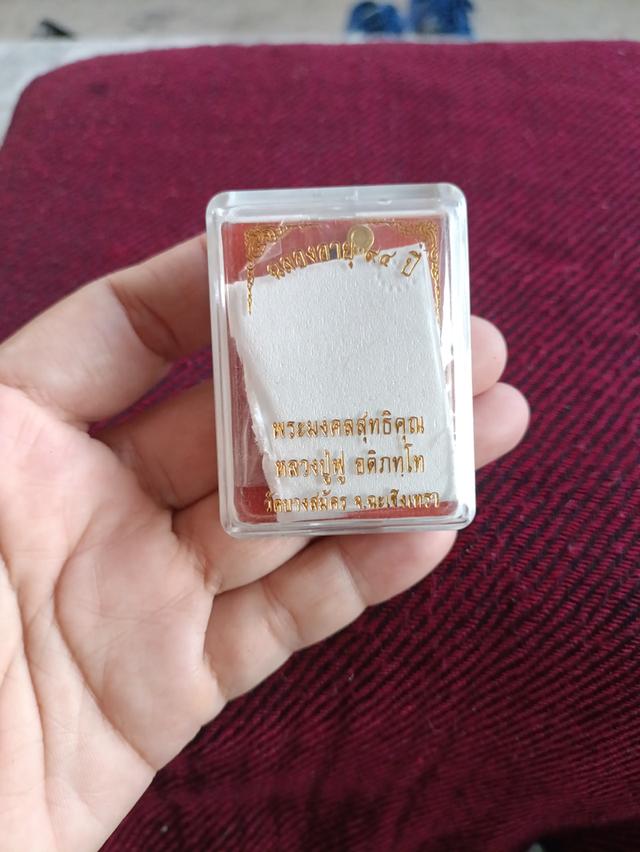 ฉลองอายุ ๙๔ ปี
พระมงคลสุทธิคุณ
หลวงปู่ฟู อติภทฺโท
วัดบางสมัคร จ.ฉะเชิงเทรา